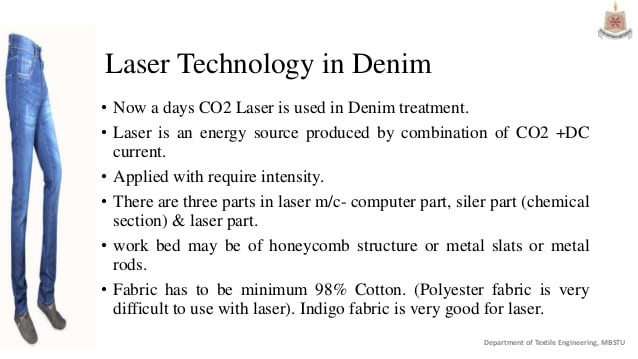 Laser Technology in Denim
• Now a days CO2 Laser is used in Denim treatment.
• Laser is an energy source produced by combination of CO2 +DC
current.
• Applied with require intensity.
• There are three parts in laser m/c- computer part, siler part (chemical
section) & laser part.
• work bed may be of honeycomb structure or metal slats or metal
rods.
• Fabric has to be minimum 98% Cotton. (Polyester fabric is very
difficult to use with laser). Indigo fabric is very good for laser.
Department of Textile Engineering, MBSTU